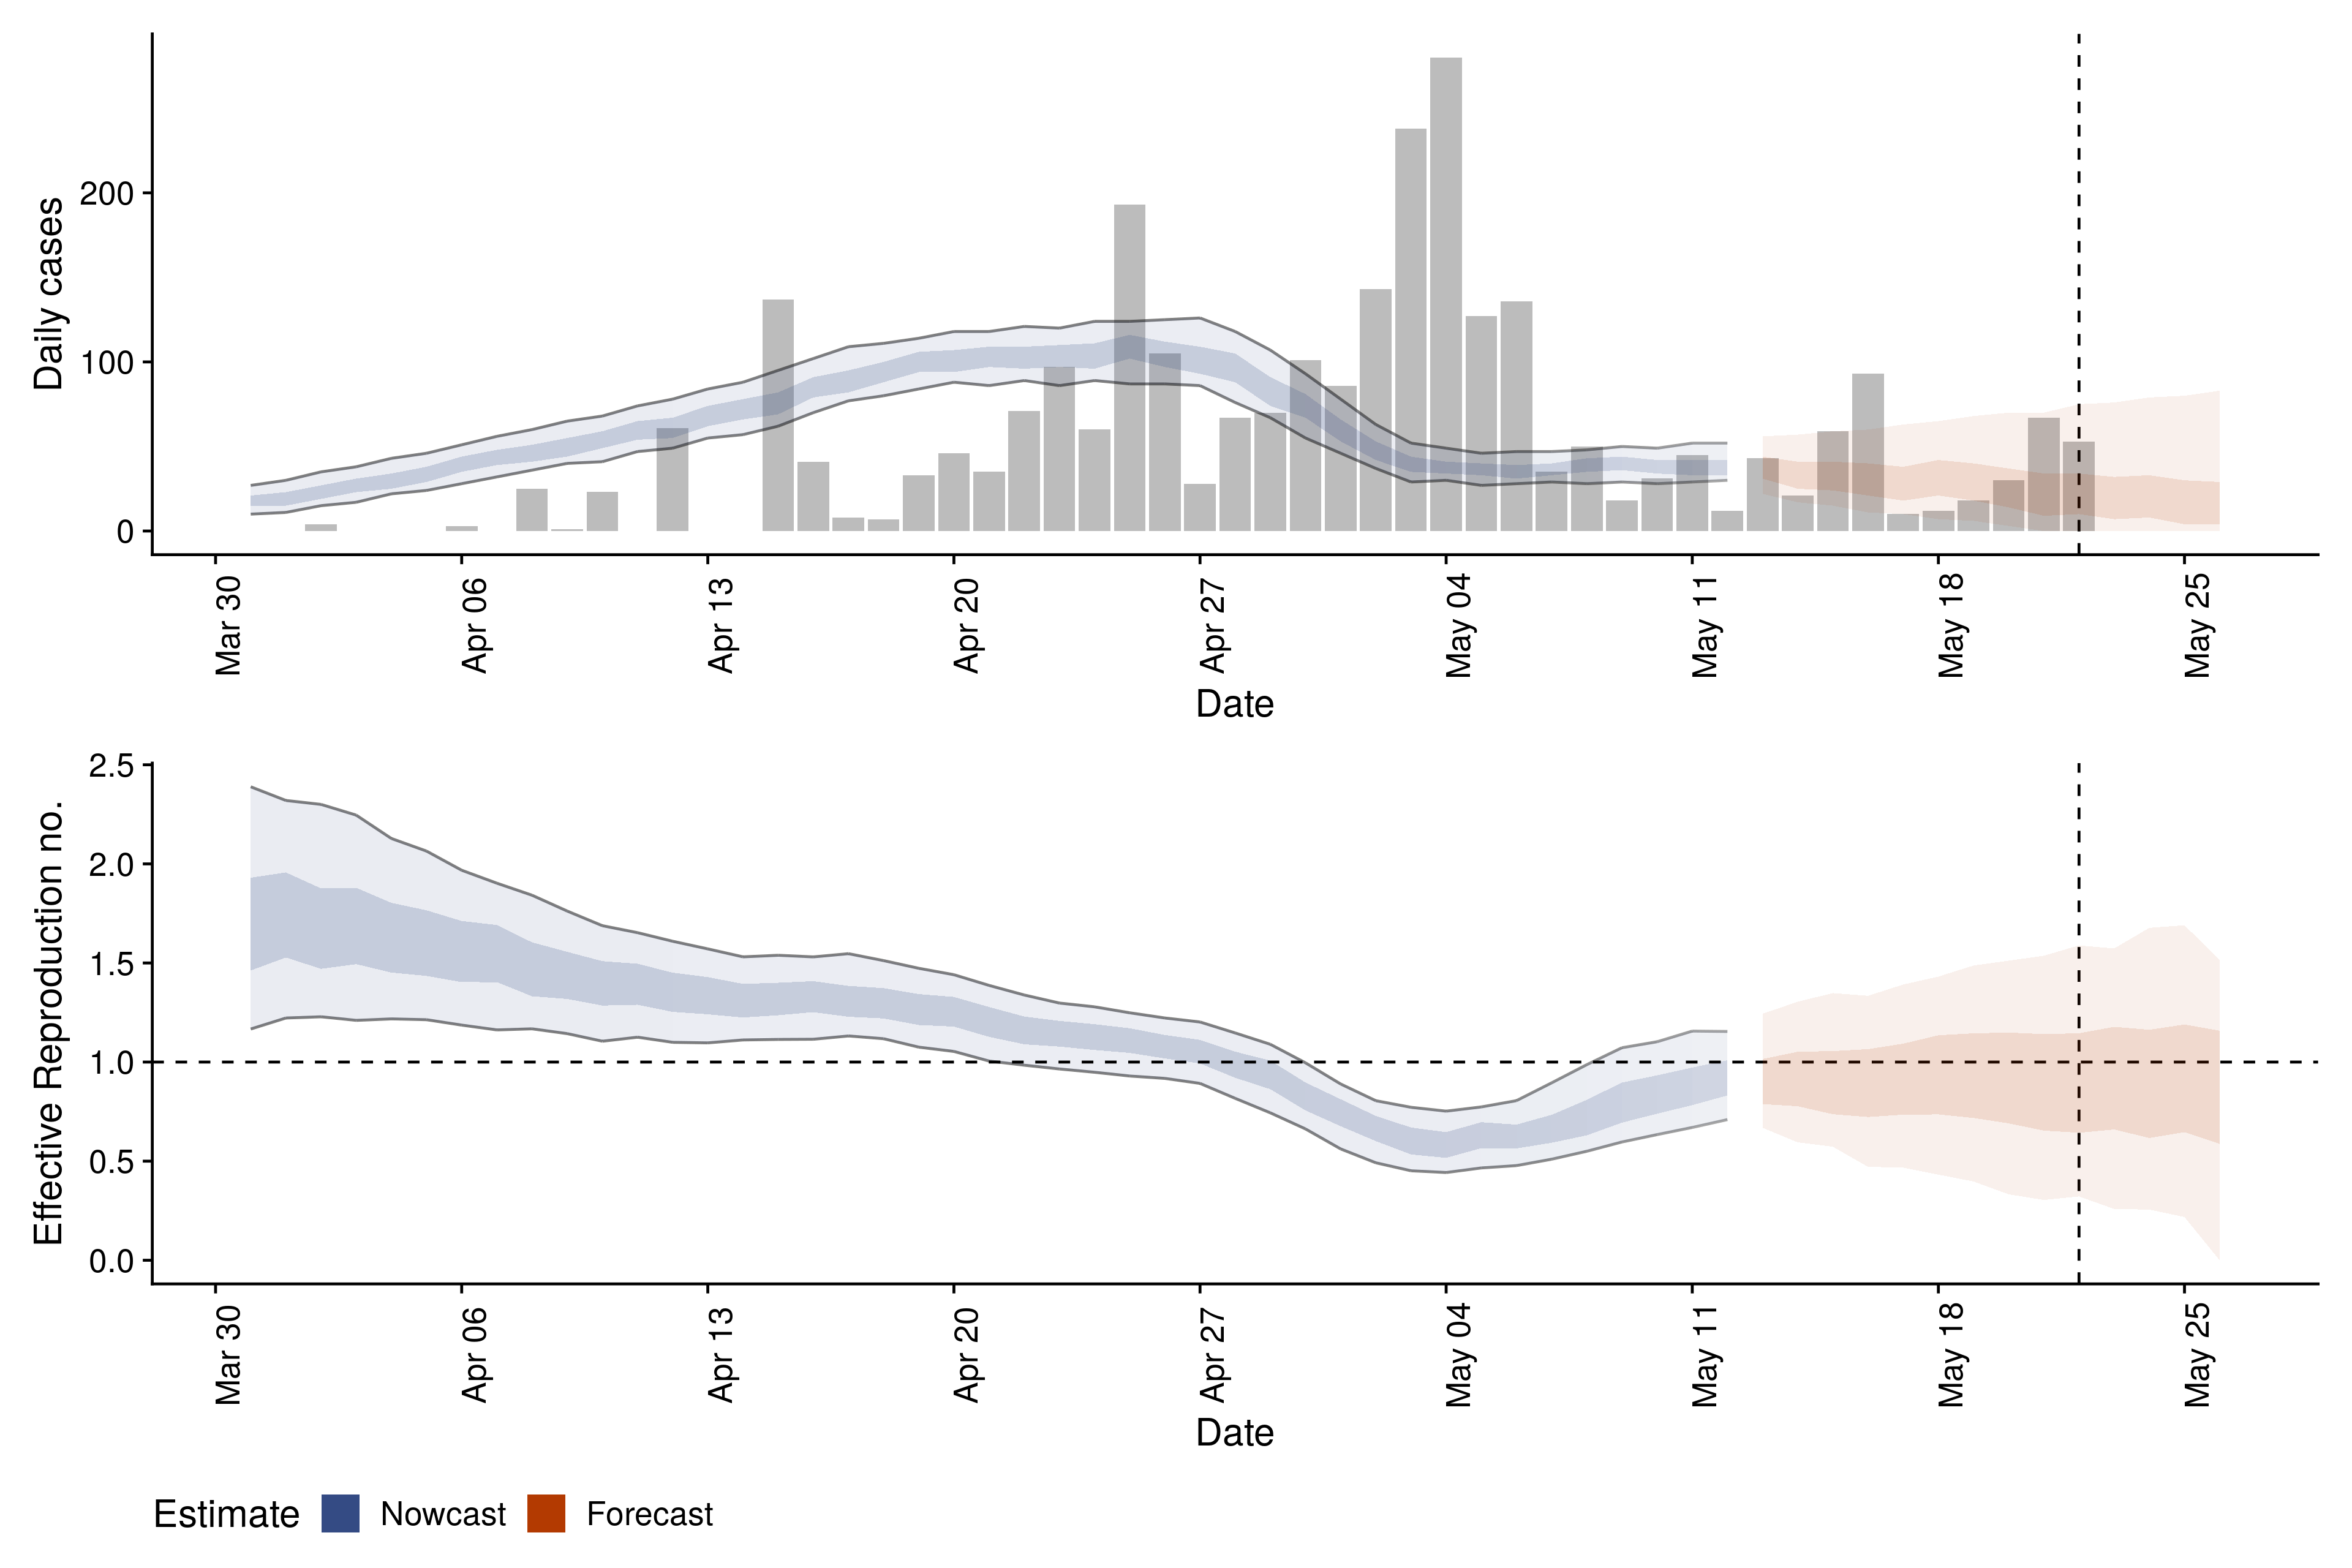 Daily cases
200
100
0
Mar 30
Apr 06
Apr 13
Apr 20
Apr 27
May 04
May 11
May 18
May 25
Date
Effective Reproduction no.
2.5
2.0
1.5
1.0
0.5
0.0
Mar 30
Apr 06
Apr 13
Apr 20
Apr 27
May 04
May 11
May 18
May 25
Date
Estimate Nowcast Forecast